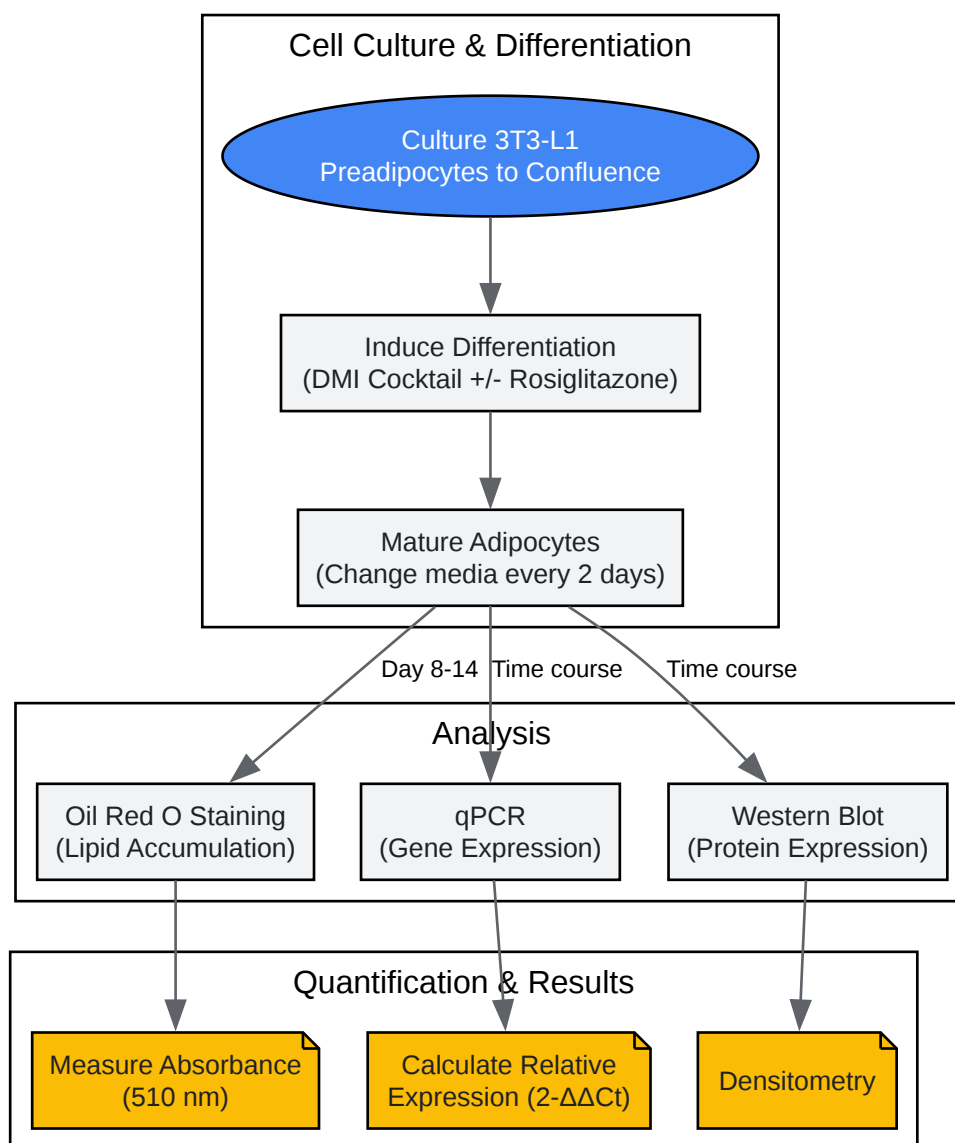 Cell Culture & Differentiation
Culture 3T3-L1
Preadipocytes to Confluence
Induce Differentiation
(DMI Cocktail +/- Rosiglitazone)
Mature Adipocytes
(Change media every 2 days)
Day 8-14
Time course
Time course
Analysis
Oil Red O Staining
(Lipid Accumulation)
qPCR
(Gene Expression)
Western Blot
(Protein Expression)
Quantification & Results
Measure Absorbance
(510 nm)
Calculate Relative
Expression (2-ΔΔCt)
Densitometry